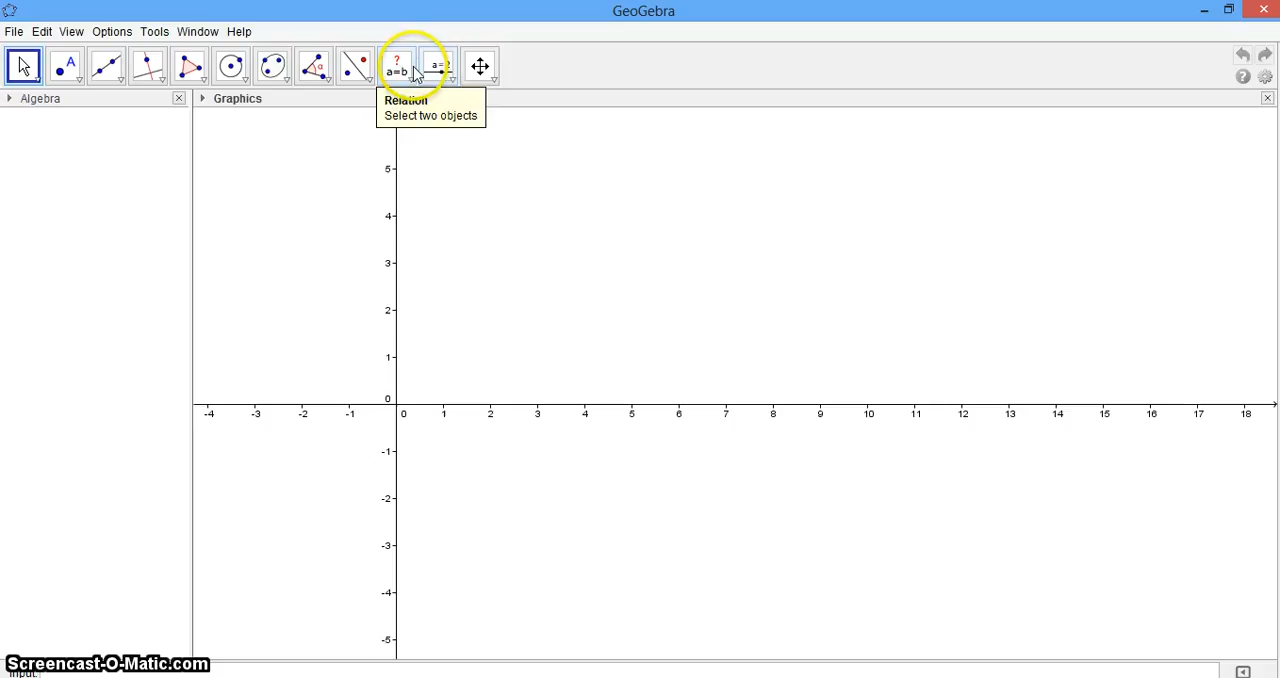 GeoGebra
File Edit View Options Tools Window Help
A
α
?
a=b
a=2
Algebra
Graphics
Relation
Select two objects
5
4
3
2
1
0
-4 -3 -2 -1 0 1 2 3 4 5 6 7 8 9 10 11 12 13 14 15 16 17 18
-1
-2
-3
-4
-5
Screencast-O-Matic.com
Input: